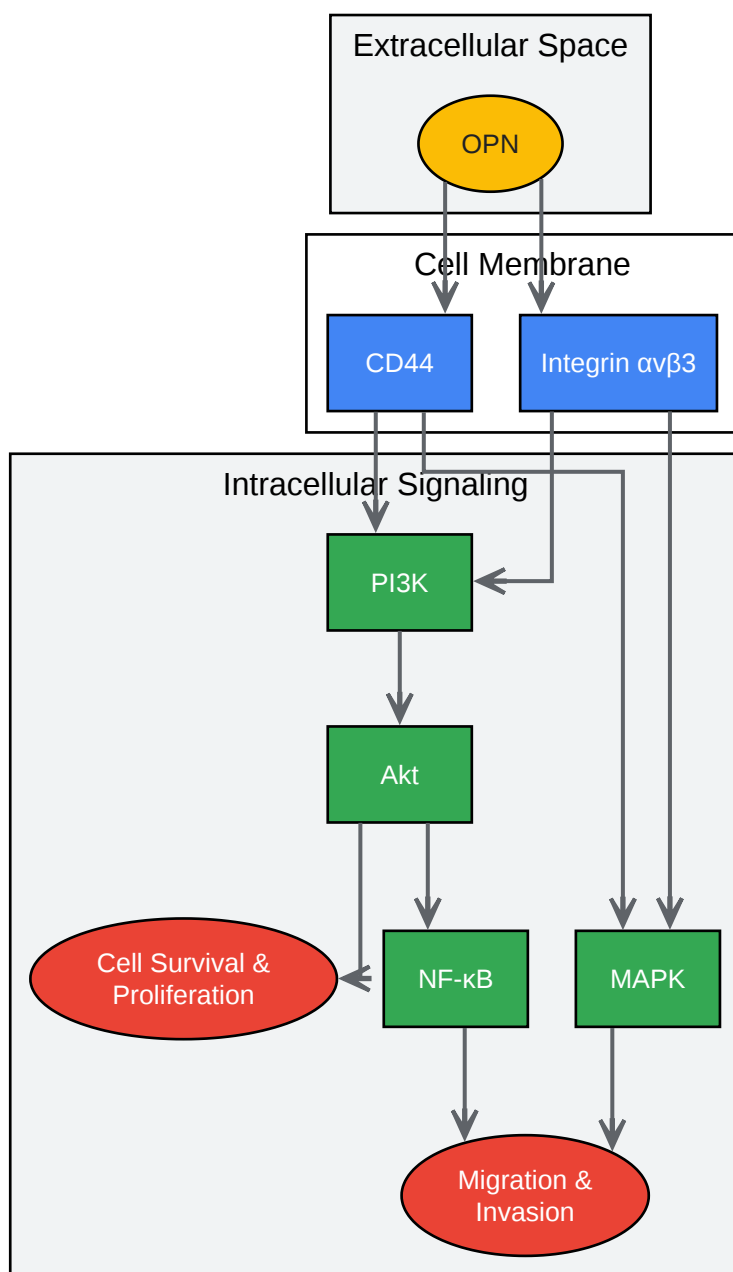 Extracellular Space
OPN
Cell Membrane
CD44
Integrin αvβ3
Intracellular Signaling
PI3K
Akt
Cell Survival &
Proliferation
NF-κB
MAPK
Migration &
Invasion